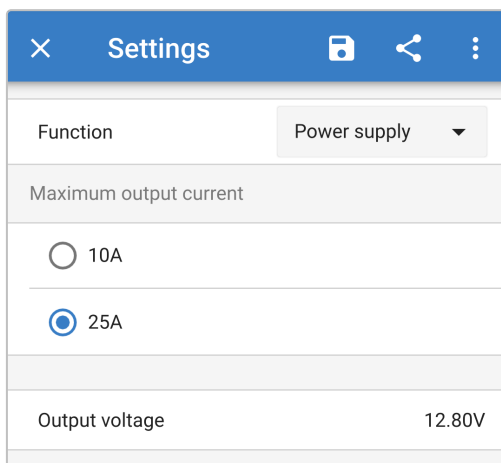 Settings
Function Power supply
Maximum output current
10A
25A
Output voltage 12.80V